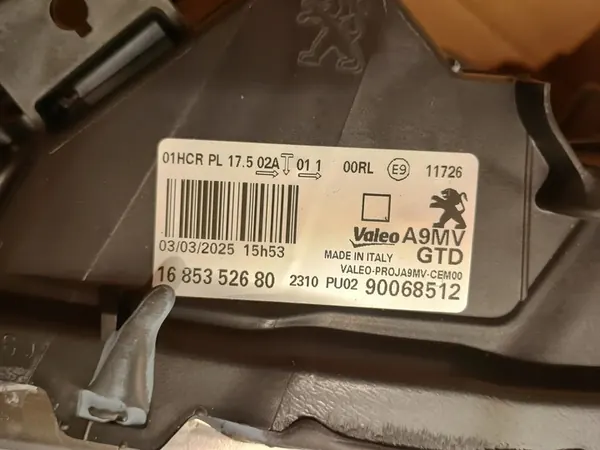 01HCR PL 17.5 02A 01 1 00RL E9 11726
03/03/2025 15h53
Valeo A9MV
MADE IN ITALY GTD
VALEO-PROJA9MV-CEM00
16 853 526 80 2310 PU02 90068512